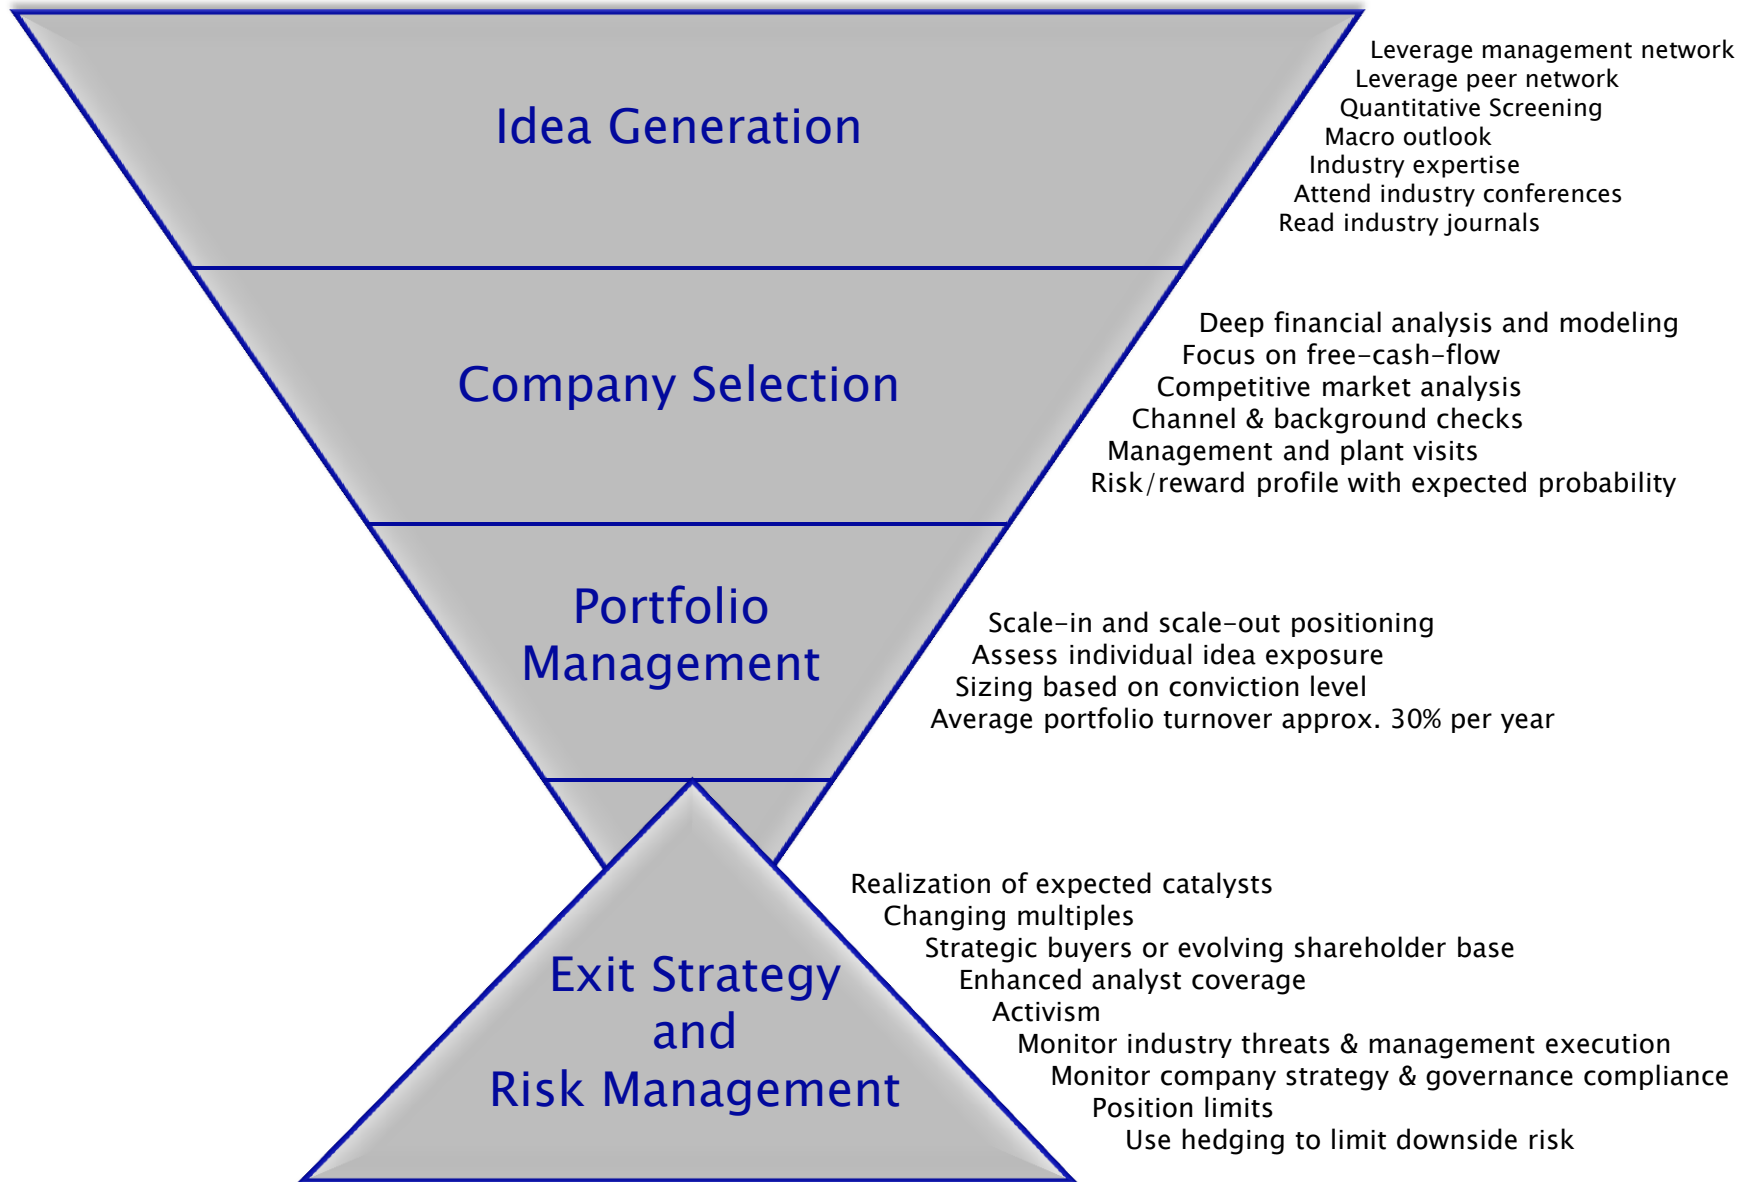 Idea Generation
Leverage management network
Leverage peer network
Quantitative Screening
Macro outlook
Industry expertise
Attend industry conferences
Read industry journals
Company Selection
Deep financial analysis and modeling
Focus on free-cash-flow
Competitive market analysis
Channel & background checks
Management and plant visits
Risk/reward profile with expected probability
Portfolio
Management
Scale-in and scale-out positioning
Assess individual idea exposure
Sizing based on conviction level
Average portfolio turnover approx. 30% per year
Exit Strategy
and
Risk Management
Realization of expected catalysts
Changing multiples
Strategic buyers or evolving shareholder base
Enhanced analyst coverage
Activism
Monitor industry threats & management execution
Monitor company strategy & governance compliance
Position limits
Use hedging to limit downside risk